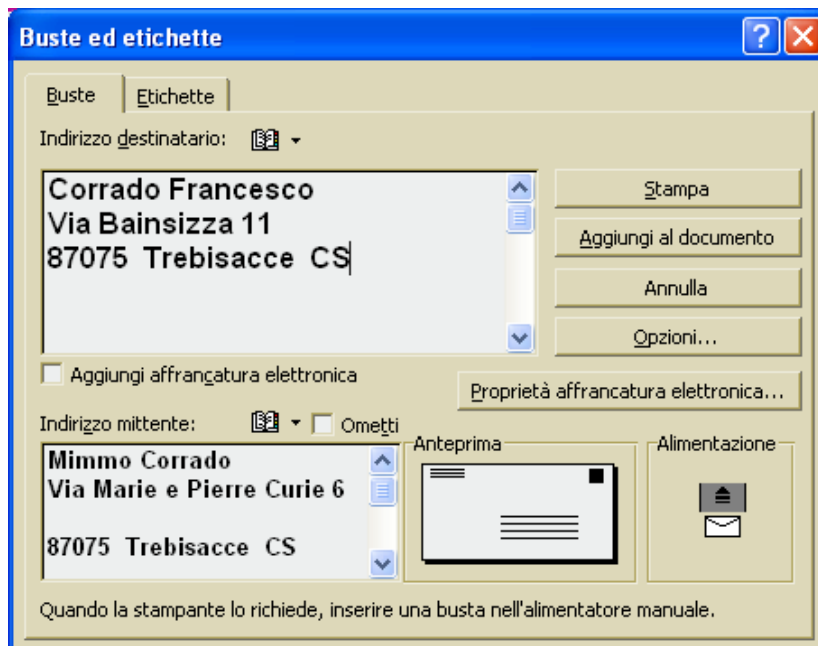 Buste ed etichette
Buste
Etichette
Indirizzo destinatario:
Corrado Francesco
Via Bainsizza 11
87075 Trebisacce CS
Stampa
Aggiungi al documento
Annulla
Opzioni...
Aggiungi affrancatura elettronica
Proprietà affrancatura elettronica...
Indirizzo mittente:
Ometti
Mimmo Corrado
Via Marie e Pierre Curie 6
87075 Trebisacce CS
Anteprima
Alimentazione
Quando la stampante lo richiede, inserire una busta nell'alimentatore manuale.